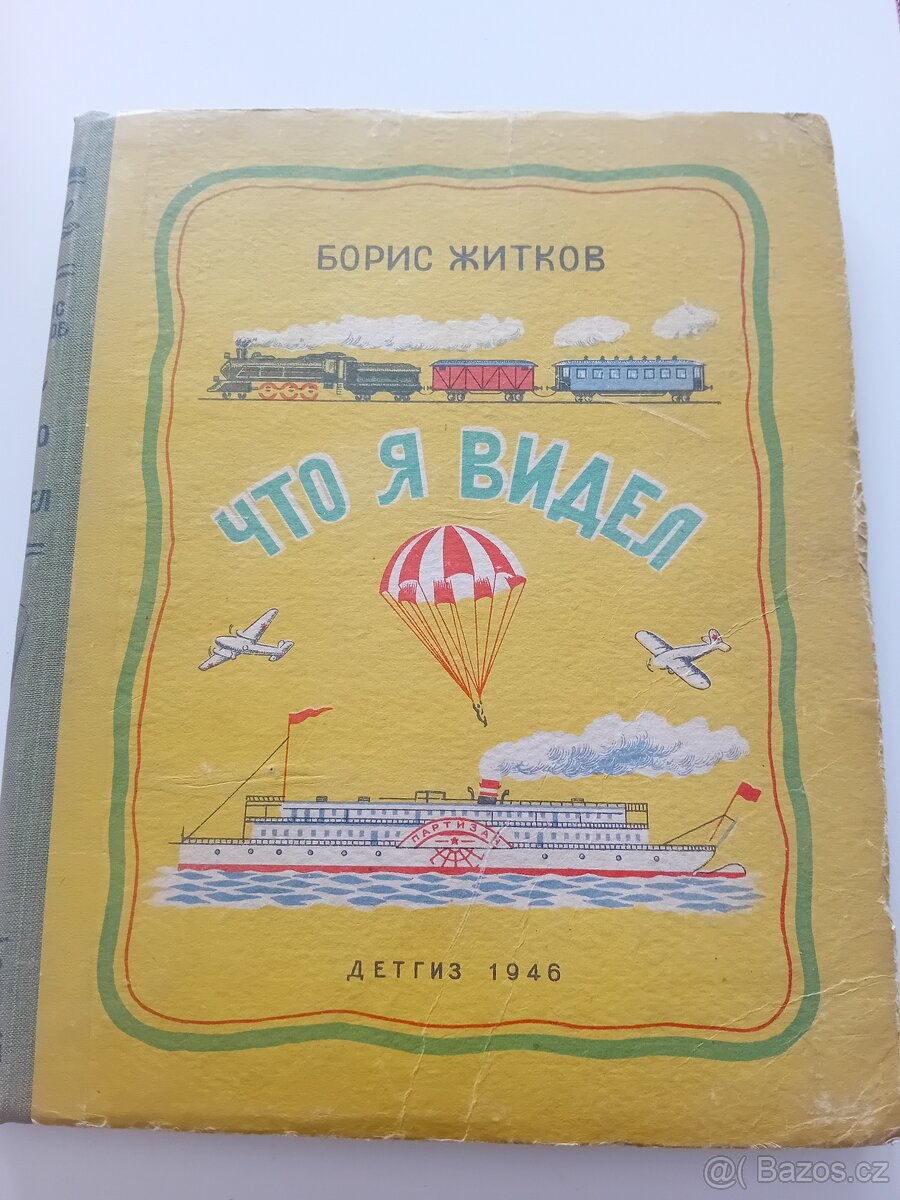 БОРИС ЖИТКОВ
ЧТО Я ВИДЕЛ
ПАРТИЗАН
ДЕТГИЗ 1946
@( Bazos.cz